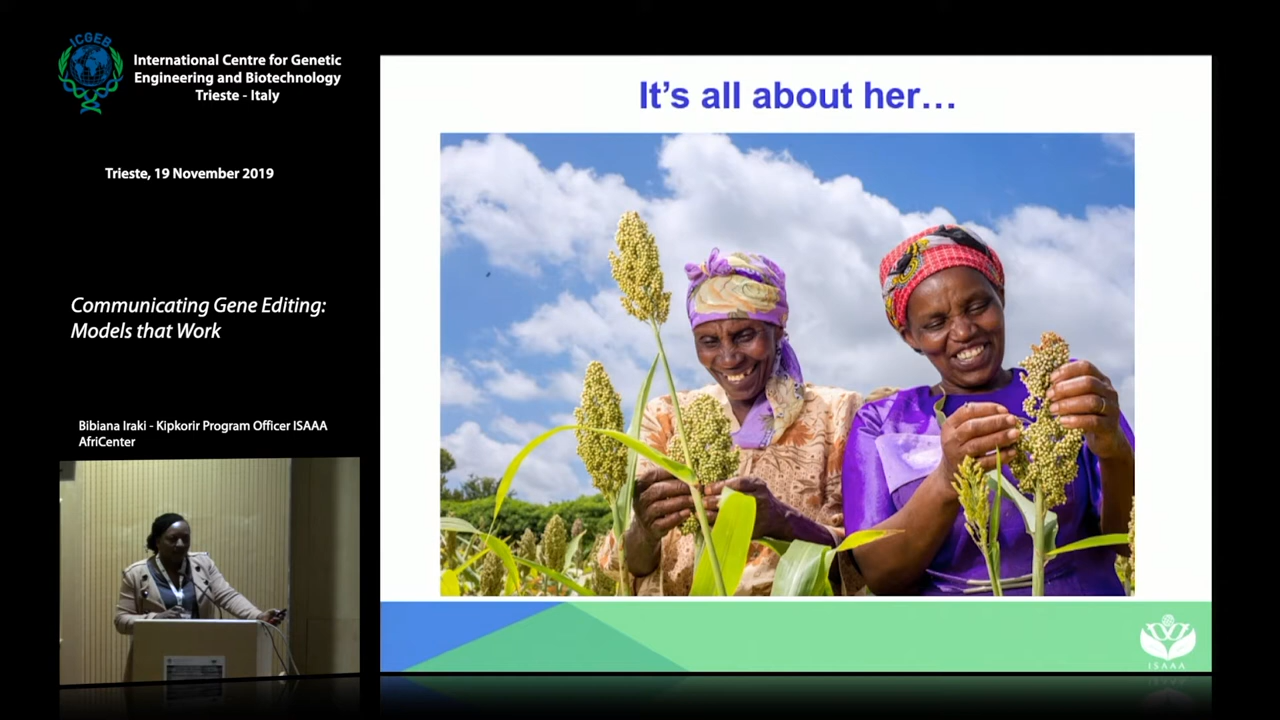 ICGEB
International Centre for Genetic
Engineering and Biotechnology
Trieste - Italy
Trieste, 19 November 2019
Communicating Gene Editing:
Models that Work
Bibiana Iraki - Kipkorir Program Officer ISAAA
AfriCenter
It's all about her…
ISAAA